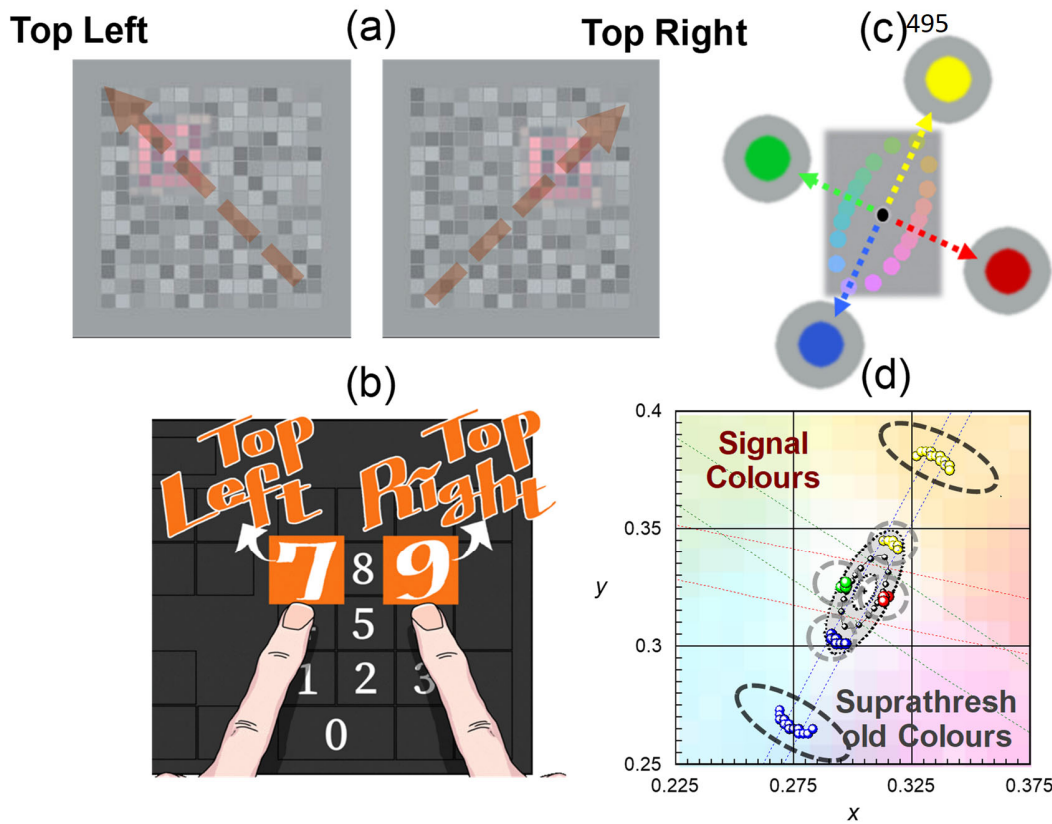 Top Left
(a)
Top Right
(c)
495
(b)
Top
Left
Top
Right
7
8
9
5
1
2
3
0
(d)
0.4
0.35
0.3
0.25
y
Signal
Colours
Suprathresh
old Colours
0.225
0.275
0.325
0.375
x